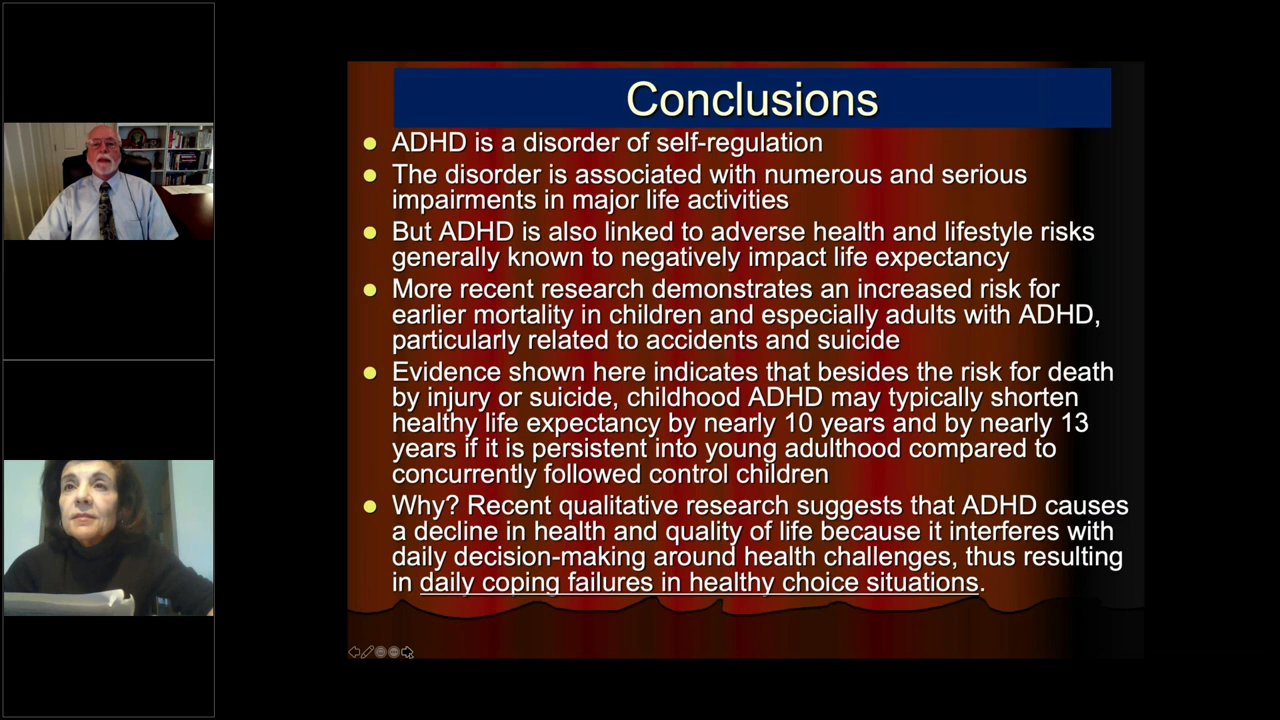 Conclusions
ADHD is a disorder of self-regulation
The disorder is associated with numerous and serious
impairments in major life activities
But ADHD is also linked to adverse health and lifestyle risks
generally known to negatively impact life expectancy
More recent research demonstrates an increased risk for
earlier mortality in children and especially adults with ADHD,
particularly related to accidents and suicide
Evidence shown here indicates that besides the risk for death
by injury or suicide, childhood ADHD may typically shorten
healthy life expectancy by nearly 10 years and by nearly 13
years if it is persistent into young adulthood compared to
concurrently followed control children
Why? Recent qualitative research suggests that ADHD causes
a decline in health and quality of life because it interferes with
daily decision-making around health challenges, thus resulting
in daily coping failures in healthy choice situations.